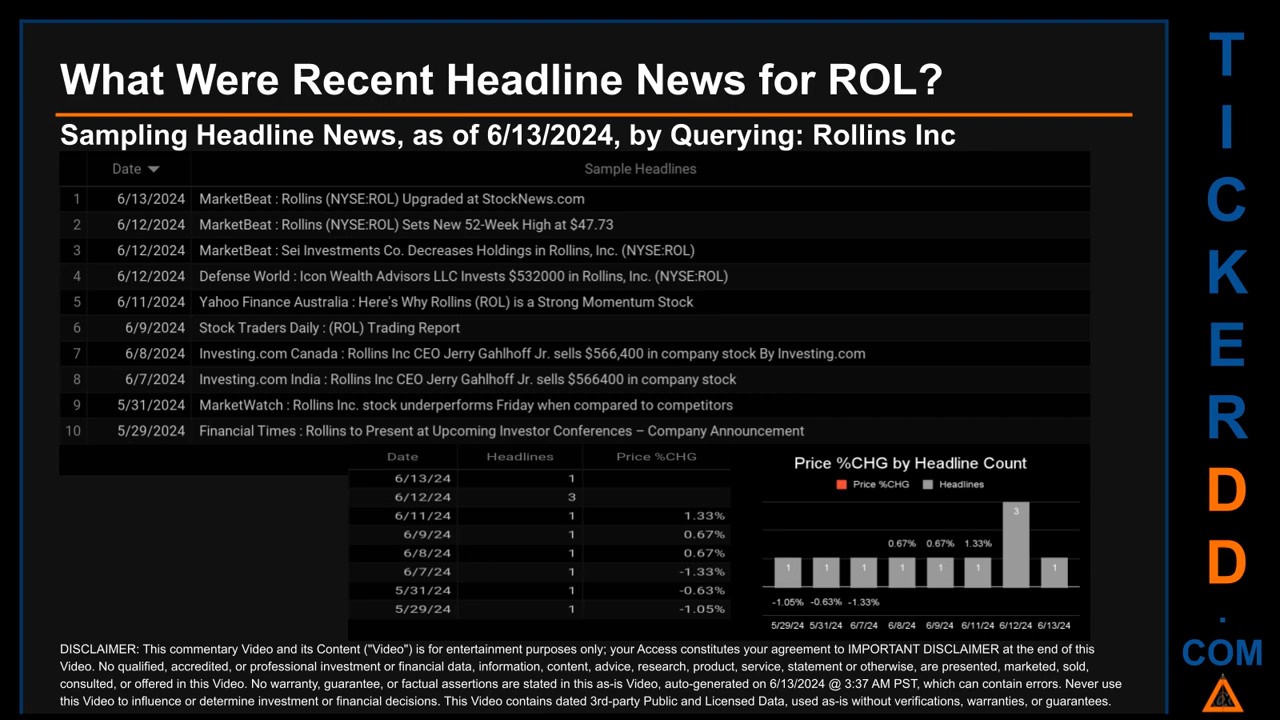 What Were Recent Headline News for ROL?
Sampling Headline News, as of 6/13/2024, by Querying: Rollins Inc
Date Sample Headlines
1 6/13/2024 MarketBeat : Rollins (NYSE:ROL) Upgraded at StockNews.com
2 6/12/2024 MarketBeat : Rollins (NYSE:ROL) Sets New 52-Week High at $47.73
3 6/12/2024 MarketBeat : Sei Investments Co. Decreases Holdings in Rollins, Inc. (NYSE:ROL)
4 6/12/2024 Defense World : Icon Wealth Advisors LLC Invests $532000 in Rollins, Inc. (NYSE:ROL)
5 6/11/2024 Yahoo Finance Australia : Here's Why Rollins (ROL) is a Strong Momentum Stock
6 6/9/2024 Stock Traders Daily : (ROL) Trading Report
7 6/8/2024 Investing.com Canada : Rollins Inc CEO Jerry Gahlhoff Jr. sells $566,400 in company stock By Investing.com
8 6/7/2024 Investing.com India : Rollins Inc CEO Jerry Gahlhoff Jr. sells $566400 in company stock
9 5/31/2024 MarketWatch : Rollins Inc. stock underperforms Friday when compared to competitors
10 5/29/2024 Financial Times : Rollins to Present at Upcoming Investor Conferences – Company Announcement
Date Headlines Price %CHG
6/13/24 1
6/12/24 3
6/11/24 1 1.33%
6/9/24 1 0.67%
6/8/24 1 0.67%
6/7/24 1 -1.33%
5/31/24 1 -0.63%
5/29/24 1 -1.05%
Price %CHG by Headline Count
Price %CHG Headlines
3
0.67% 0.67% 1.33%
1 1 1 1 1 1 1
-1.05% -0.63% -1.33%
5/29/24 5/31/24 6/7/24 6/8/24 6/9/24 6/11/24 6/12/24 6/13/24
DISCLAIMER: This commentary Video and its Content ("Video") is for entertainment purposes only; your Access constitutes your agreement to IMPORTANT DISCLAIMER at the end of this
Video. No qualified, accredited, or professional investment or financial data, information, content, advice, research, product, service, statement or otherwise, are presented, marketed, sold,
consulted, or offered in this Video. No warranty, guarantee, or factual assertions are stated in this as-is Video, auto-generated on 6/13/2024 @ 3:37 AM PST, which can contain errors. Never use
this Video to influence or determine investment or financial decisions. This Video contains dated 3rd-party Public and Licensed Data, used as-is without verifications, warranties, or guarantees.
T
I
C
K
E
R
D
D
.
COM